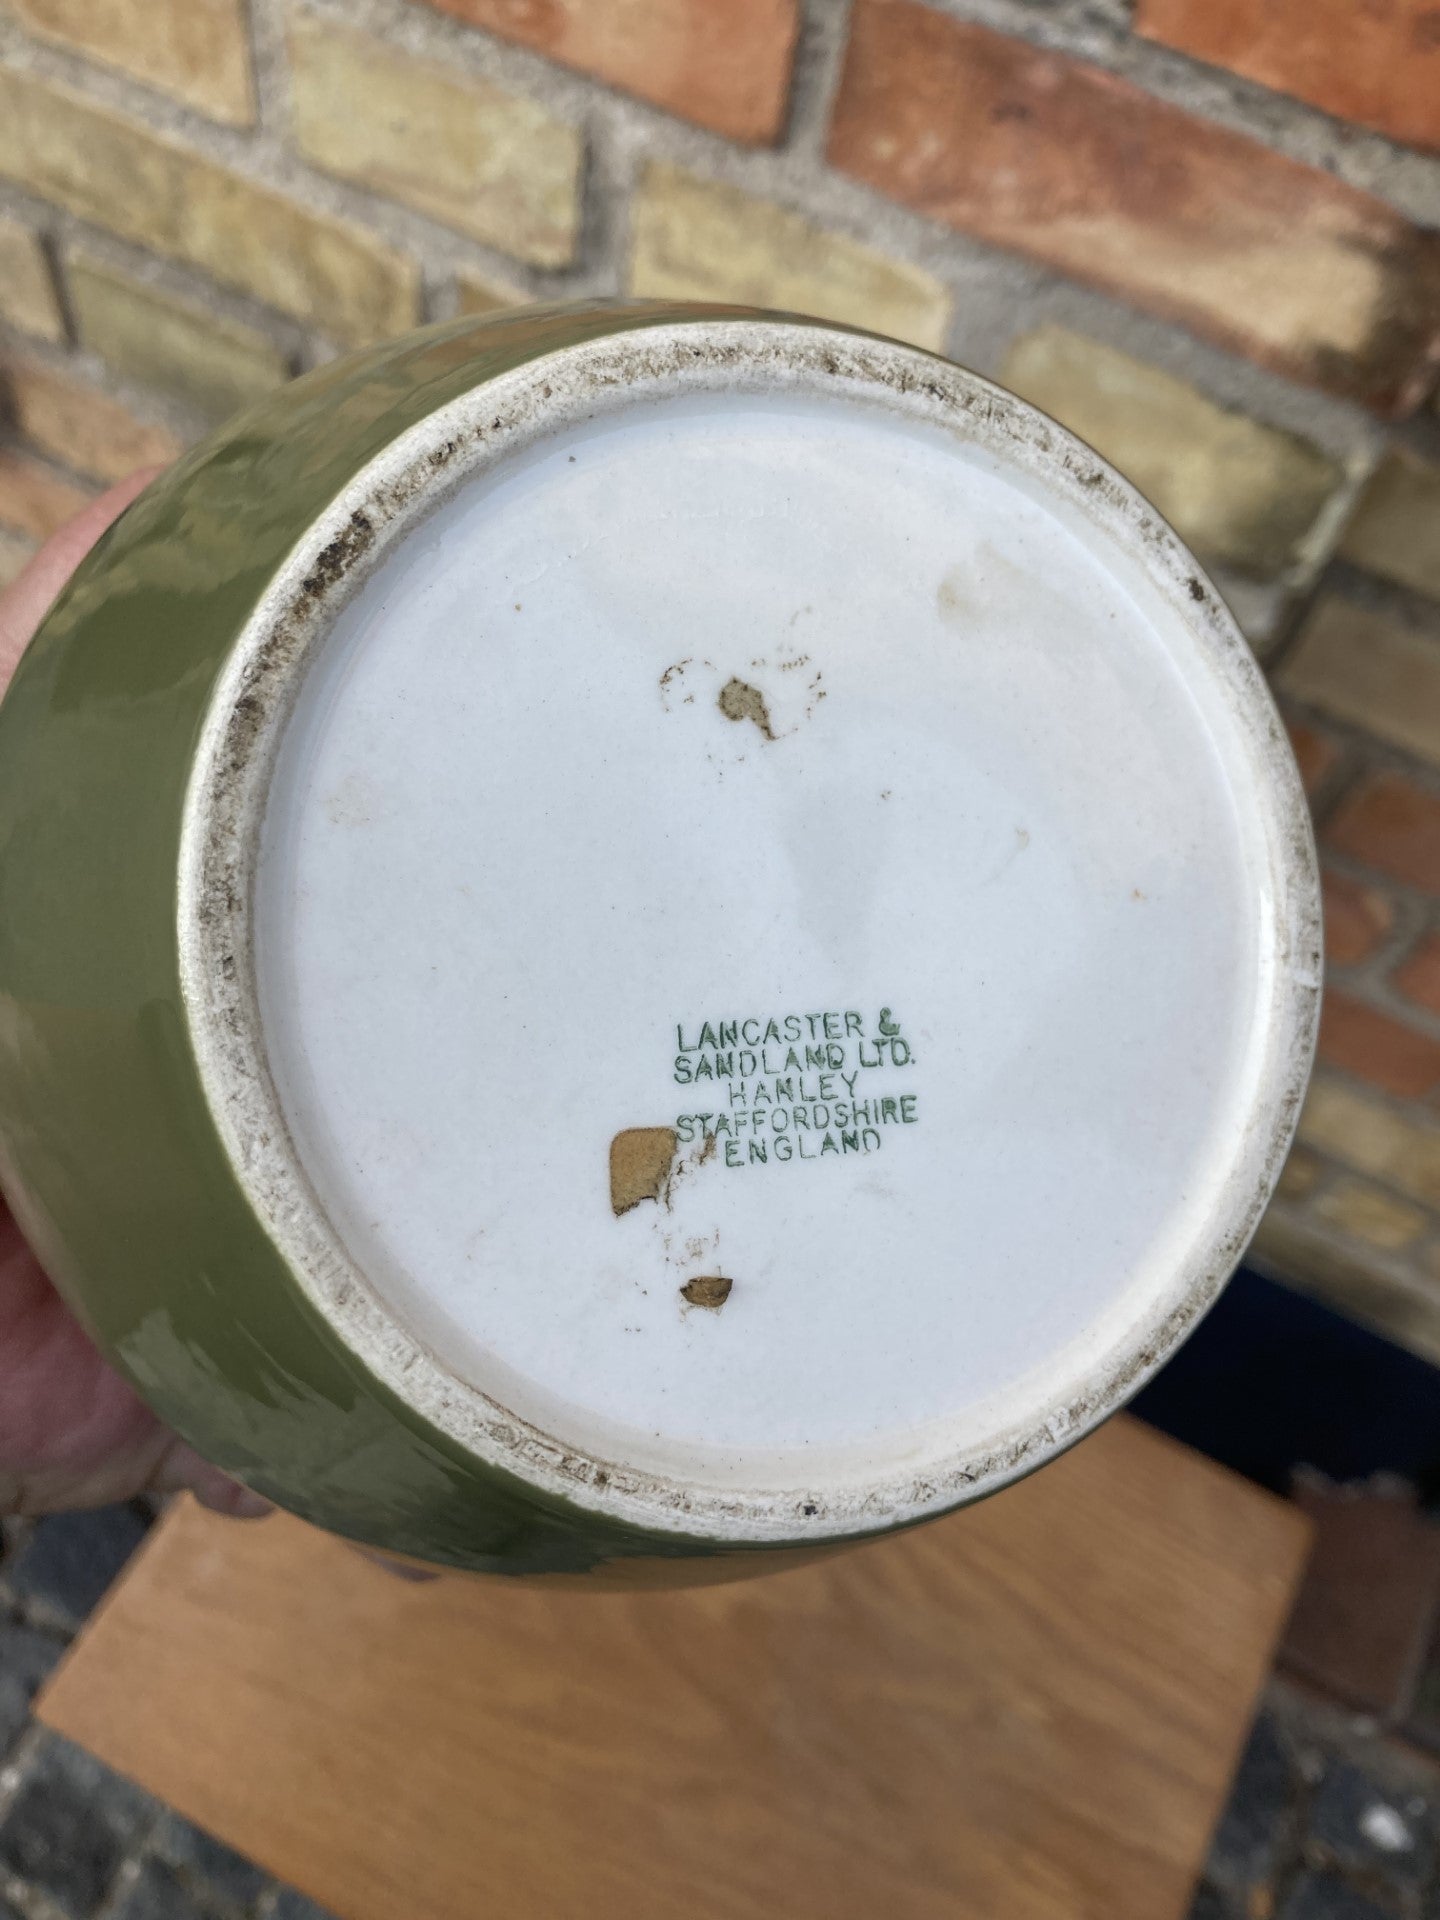 LANCASTER &
SANDLAND LTD.
HANLEY
STAFFORDSHIRE
ENGLAND